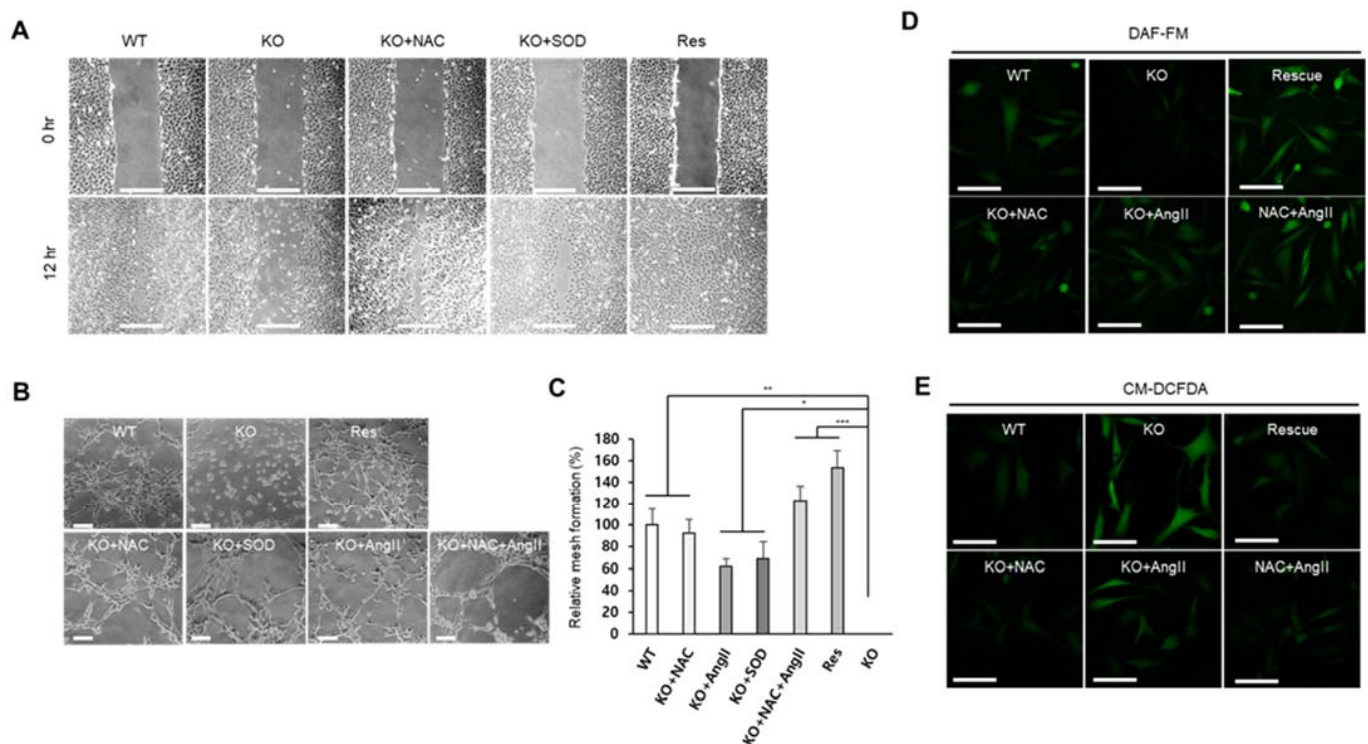 A
WT KO KO+NAC KO+SOD Res
0 hr
12 hr
B
WT KO Res
KO+NAC KO+SOD KO+AngII KO+NAC+AngII
C
** 
*
***
Relative mesh formation (%)
180
160
140
120
100
80
60
40
20
0
WT KO+NAC KO+AngII KO+SOD KO+NAC+AngII Res KO
D
DAF-FM
WT KO Rescue
KO+NAC KO+AngII NAC+AngII
E
CM-DCFDA
WT KO Rescue
KO+NAC KO+AngII NAC+AngII